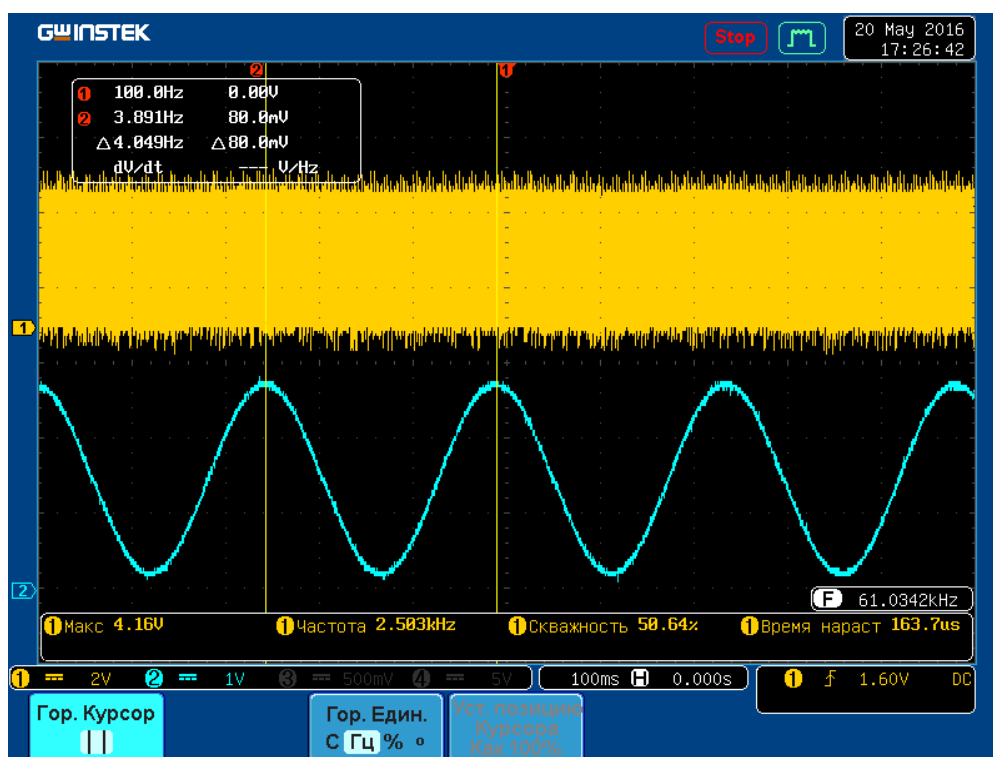 GWINSTEK
Stop
20 May 2016
17:26:42
2
1
1 100.0Hz 0.00V
2 3.891Hz 80.0mV
△4.049Hz △80.0mV
dV/dt --- V/Hz
1
2
F 61.0342kHz
1 Макс 4.16V 1 Частота 2.503kHz 1 Скважность 50.64% 1 Время нараст 163.7us
1 2V 2 1V 3 500mV 4 5V 100ms H 0.000s 1 1.60V DC
Гор. Курсор
Гор. Един.
С Гц % °
Уст. позицию
Курсора
Как 100%